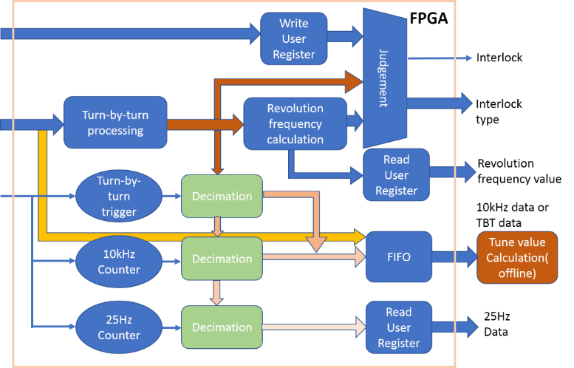 FPGA
Write
User
Register
Judgement
Interlock
Interlock
type
Turn-by-turn
processing
Revolution
frequency
calculation
Read
User
Register
Revolution
frequency value
Turn-by-
turn
trigger
Decimation
10kHz data or
TBT data
10kHz
Counter
Decimation
FIFO
Tune value
Calculation(
offline)
25Hz
Counter
Decimation
Read
User
Register
25Hz
Data